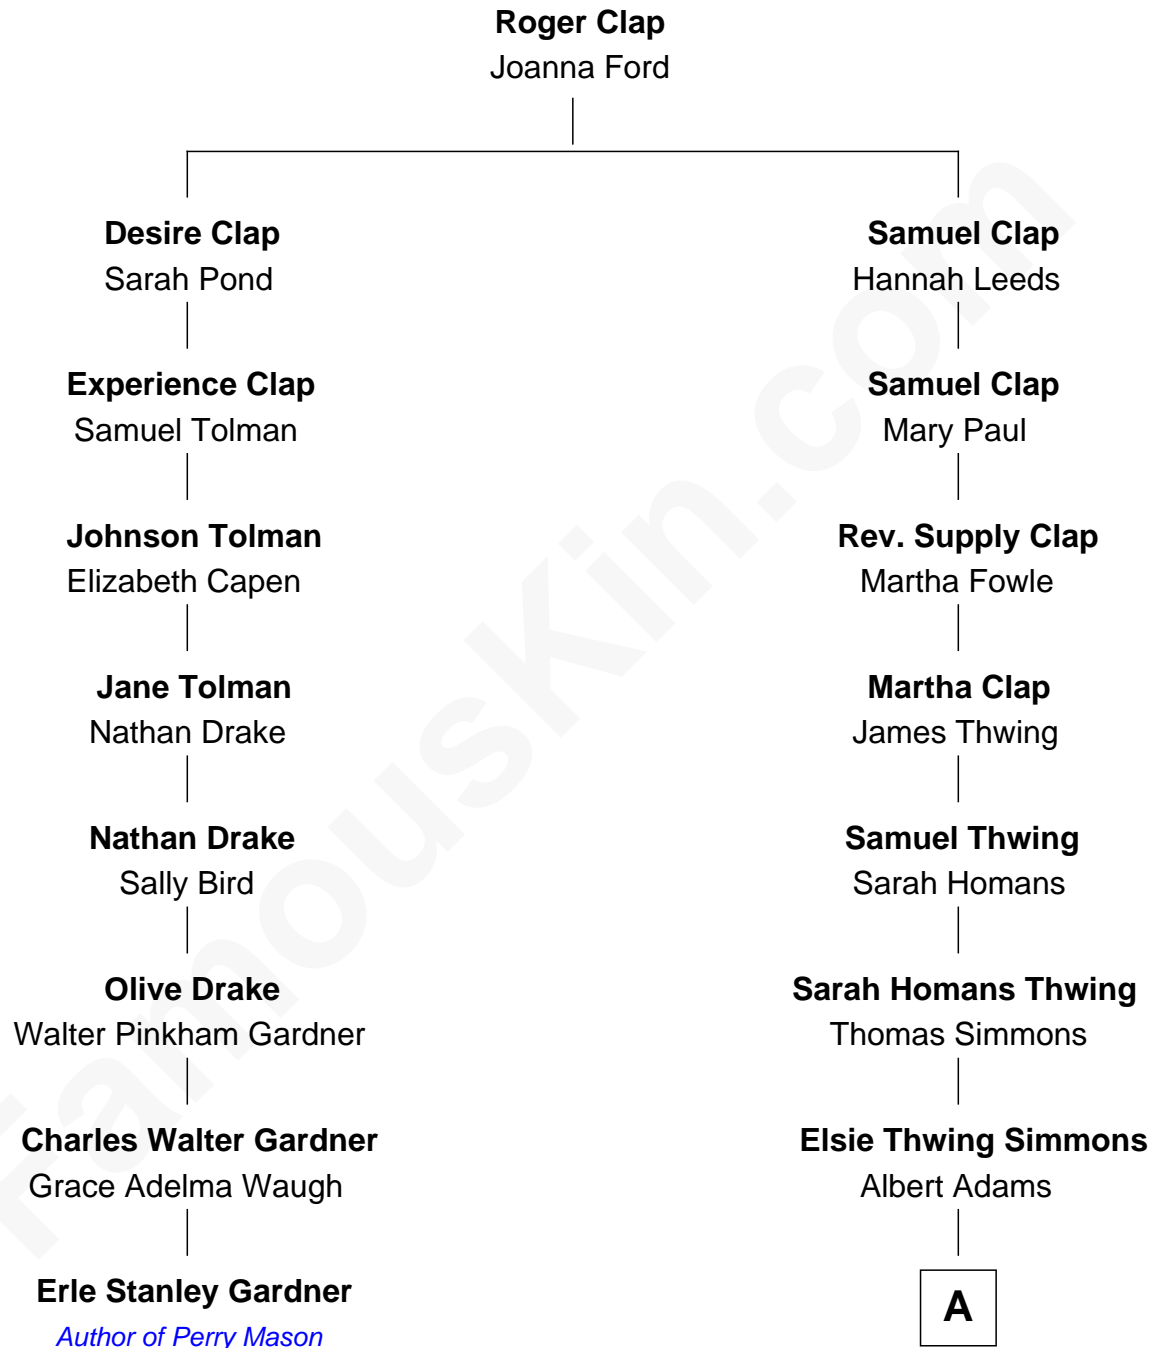 Roger Clap
Joanna Ford
Desire Clap
Sarah Pond
Samuel Clap
Hannah Leeds
Experience Clap
Samuel Tolman
Samuel Clap
Mary Paul
Johnson Tolman
Elizabeth Capen
Rev. Supply Clap
Martha Fowle
Jane Tolman
Nathan Drake
Martha Clap
James Thwing
Nathan Drake
Sally Bird
Samuel Thwing
Sarah Homans
Olive Drake
Walter Pinkham Gardner
Sarah Homans Thwing
Thomas Simmons
Charles Walter Gardner
Grace Adelma Waugh
Elsie Thwing Simmons
Albert Adams
Erle Stanley Gardner
Author of Perry Mason
A
FamousKin.com